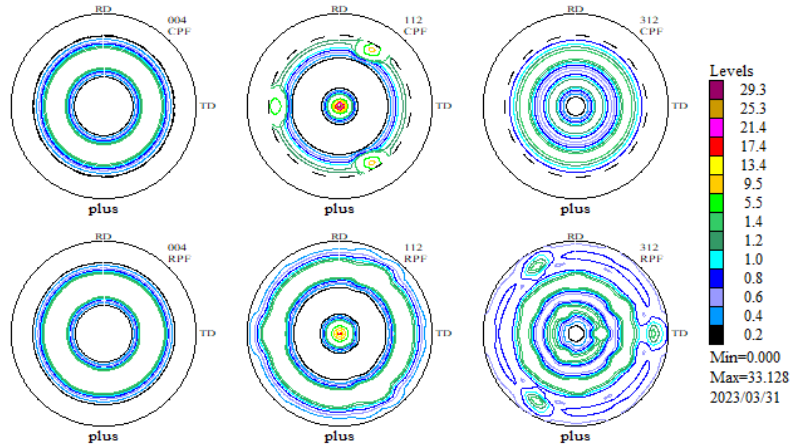 RD
004
CPF
TD
plus
RD
112
CPF
TD
plus
RD
312
CPF
TD
plus
RD
004
RPF
TD
plus
RD
112
RPF
TD
plus
RD
312
RPF
TD
plus
Levels
29.3
25.3
21.4
17.4
13.4
9.5
5.5
1.4
1.2
1.0
0.8
0.6
0.4
0.2
Min=0.000
Max=33.128
2023/03/31